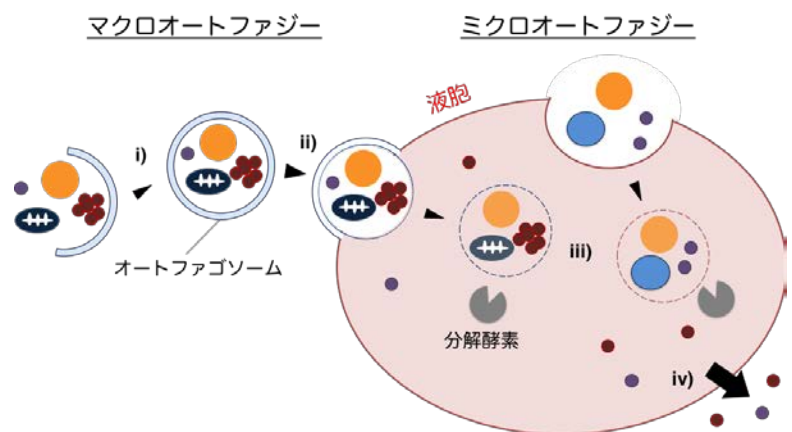 マクロオートファジー
ミクロオートファジー
液胞
i)
ii)
オートファゴソーム
iii)
分解酵素
iv)